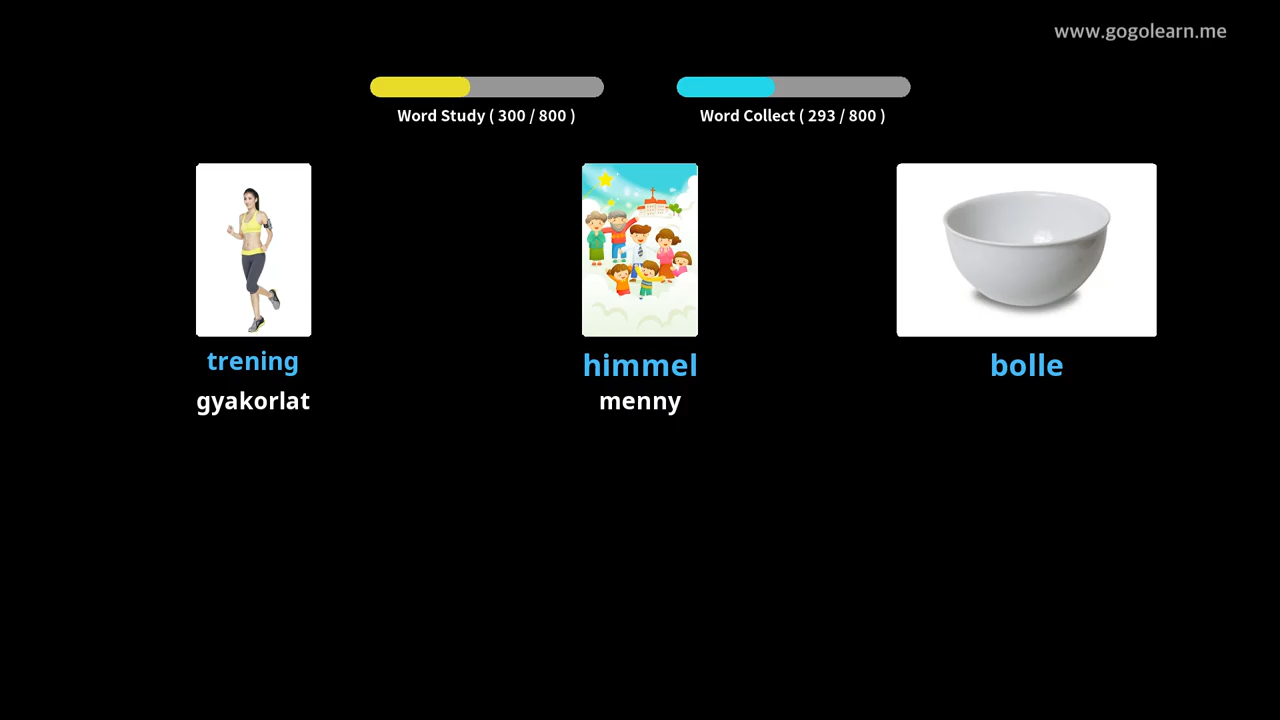 www.gogolearn.me
Word Study ( 300 / 800 )
Word Collect ( 293 / 800 )
trening
himmel
bolle
gyakorlat
menny